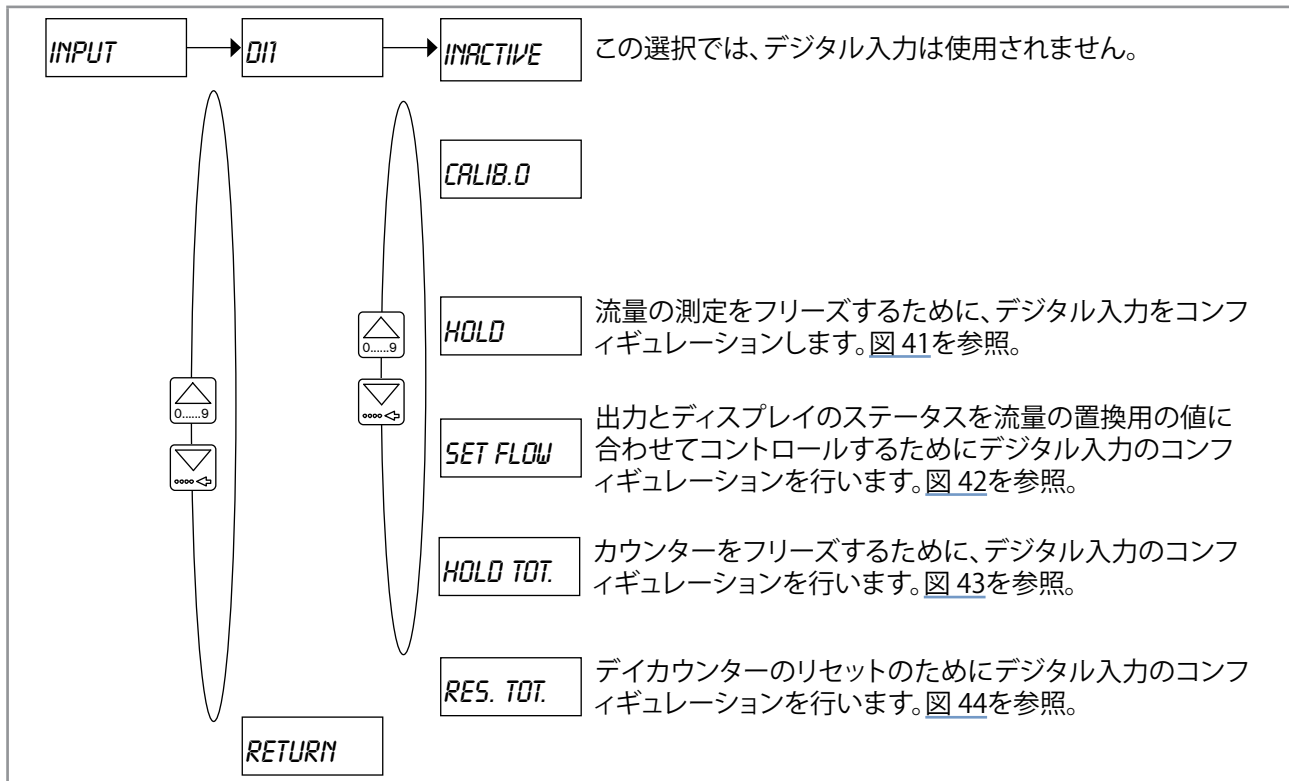 INPUT
DI1
INACTIVE
この選択では、デジタル入力は使用されません。
CALIB.0
0......9
HOLD
流量の測定をフリーズするために、デジタル入力をコンフ
ィギュレーションします。図 41を参照。
0......9
SET FLOW
出力とディスプレイのステータスを流量の置換用の値に
合わせてコントロールするためにデジタル入力のコンフ
ィギュレーションを行います。図 42を参照。
HOLD TOT.
カウンターをフリーズするために、デジタル入力のコンフ
ィギュレーションを行います。図 43を参照。
RES. TOT.
デイカウンターのリセットのためにデジタル入力のコンフ
ィギュレーションを行います。図 44を参照。
RETURN